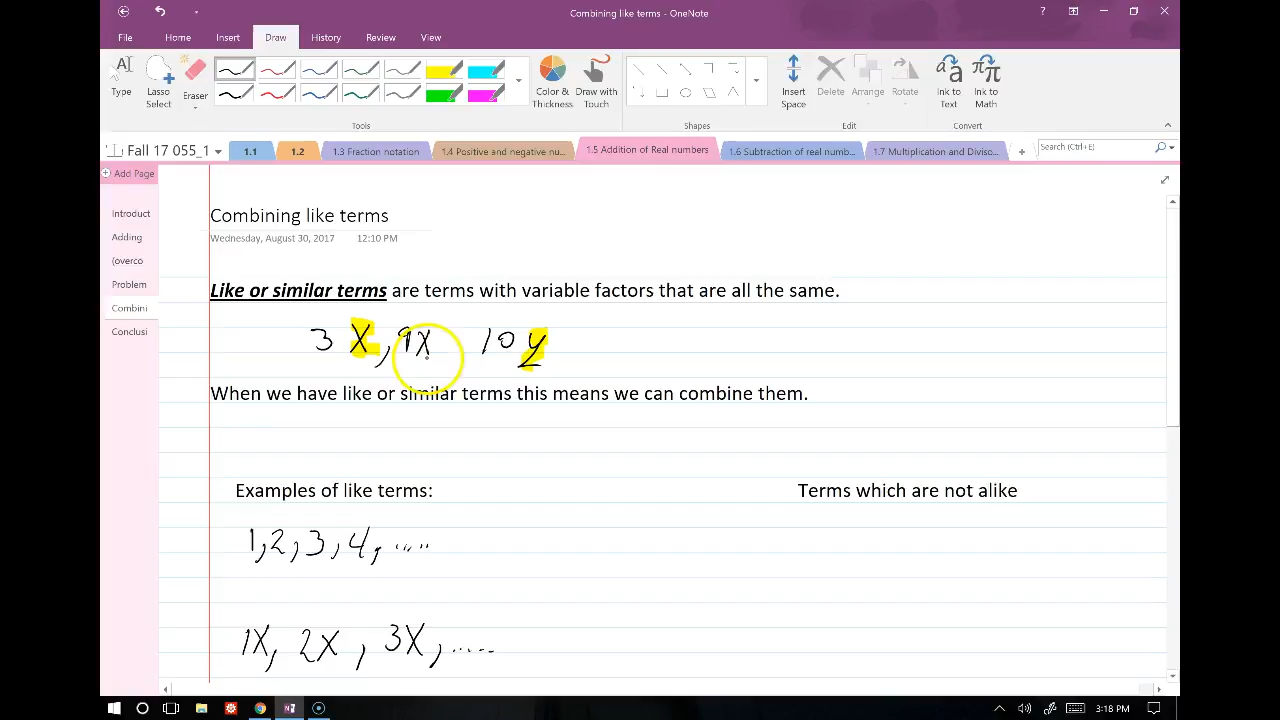 Combining like terms - OneNote
?
File Home Insert Draw History Review View
Type Lasso Select Eraser Color & Thickness Draw with Touch Insert Space Delete Arrange Rotate Ink to Text Ink to Math
Tools Shapes Edit Convert
Fall 17 055_1 1.1 1.2 1.3 Fraction notation 1.4 Positive and negative nu... 1.5 Addition of Real numbers 1.6 Subtraction of real numb... 1.7 Multiplication and Diviso... Search (Ctrl+E)
Add Page
Introduct
Adding
(overco
Problem
Combini
Conclusi
Combining like terms
Wednesday, August 30, 2017 12:10 PM
Like or similar terms are terms with variable factors that are all the same.
3 X, 9X 10 y
When we have like or similar terms this means we can combine them.
Examples of like terms: Terms which are not alike
1, 2, 3, 4, .....
1X, 2X, 3X, .....
3:18 PM